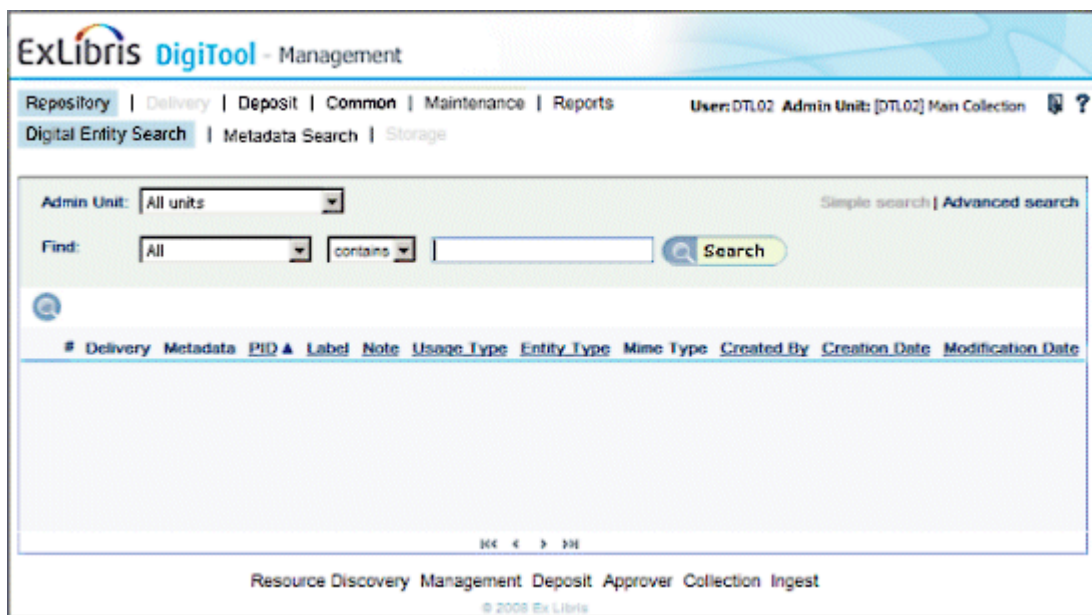 ExLibris DigiTool - Management
Repository | Delivery | Deposit | Common | Maintenance | Reports User: DTL02 Admin Unit: [DTL02] Main Collection ?
Digital Entity Search | Metadata Search | Storage
Admin Unit: All units Simple search | Advanced search
Find: All contains Search
# Delivery Metadata PID ▲ Label Note Usage Type Entity Type Mime Type Created By Creation Date Modification Date
Resource Discovery Management Deposit Approver Collection Ingest
© 2008 Ex Libris